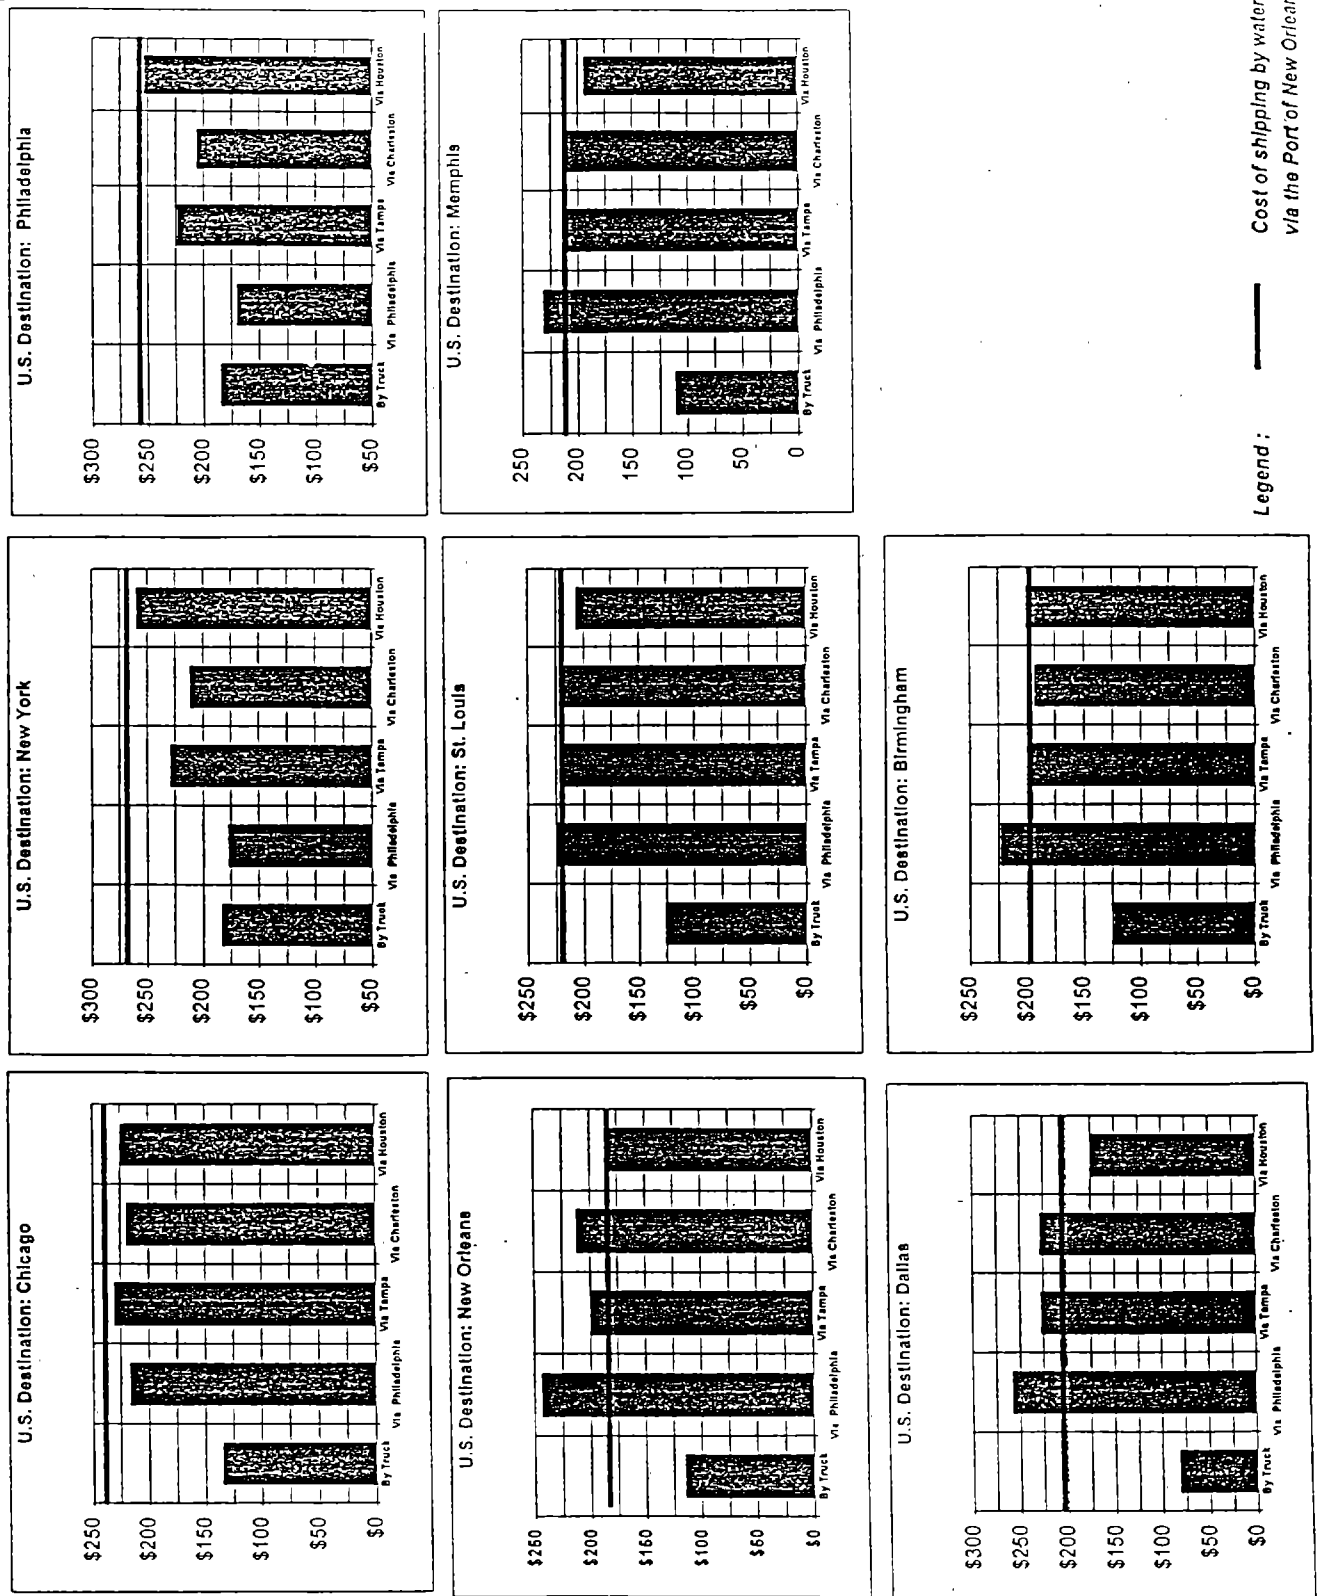 U.S. Destination: Chicago
$250
$200
$150
$100
$50
$0
By Truck
Via Philadelphia
Via Tampa
Via Charleston
Via Houston
U.S. Destination: New York
$300
$250
$200
$150
$100
$50
By Truck
Via Philadelphia
Via Tampa
Via Charleston
Via Houston
U.S. Destination: Philadelphia
$300
$250
$200
$150
$100
$50
By Truck
Via Philadelphia
Via Tampa
Via Charleston
Via Houston
U.S. Destination: New Orleans
$250
$200
$150
$100
$50
$0
By Truck
Via Philadelphia
Via Tampa
Via Charleston
Via Houston
U.S. Destination: St. Louis
$250
$200
$150
$100
$50
$0
By Truck
Via Philadelphia
Via Tampa
Via Charleston
Via Houston
U.S. Destination: Memphis
250
200
150
100
50
0
By Truck
Via Philadelphia
Via Tampa
Via Charleston
Via Houston
U.S. Destination: Dallas
$300
$250
$200
$150
$100
$50
$0
By Truck
Via Philadelphia
Via Tampa
Via Charleston
Via Houston
U.S. Destination: Birmingham
$250
$200
$150
$100
$50
$0
By Truck
Via Philadelphia
Via Tampa
Via Charleston
Via Houston
Legend:
Cost of shipping by water
via the Port of New Orlean